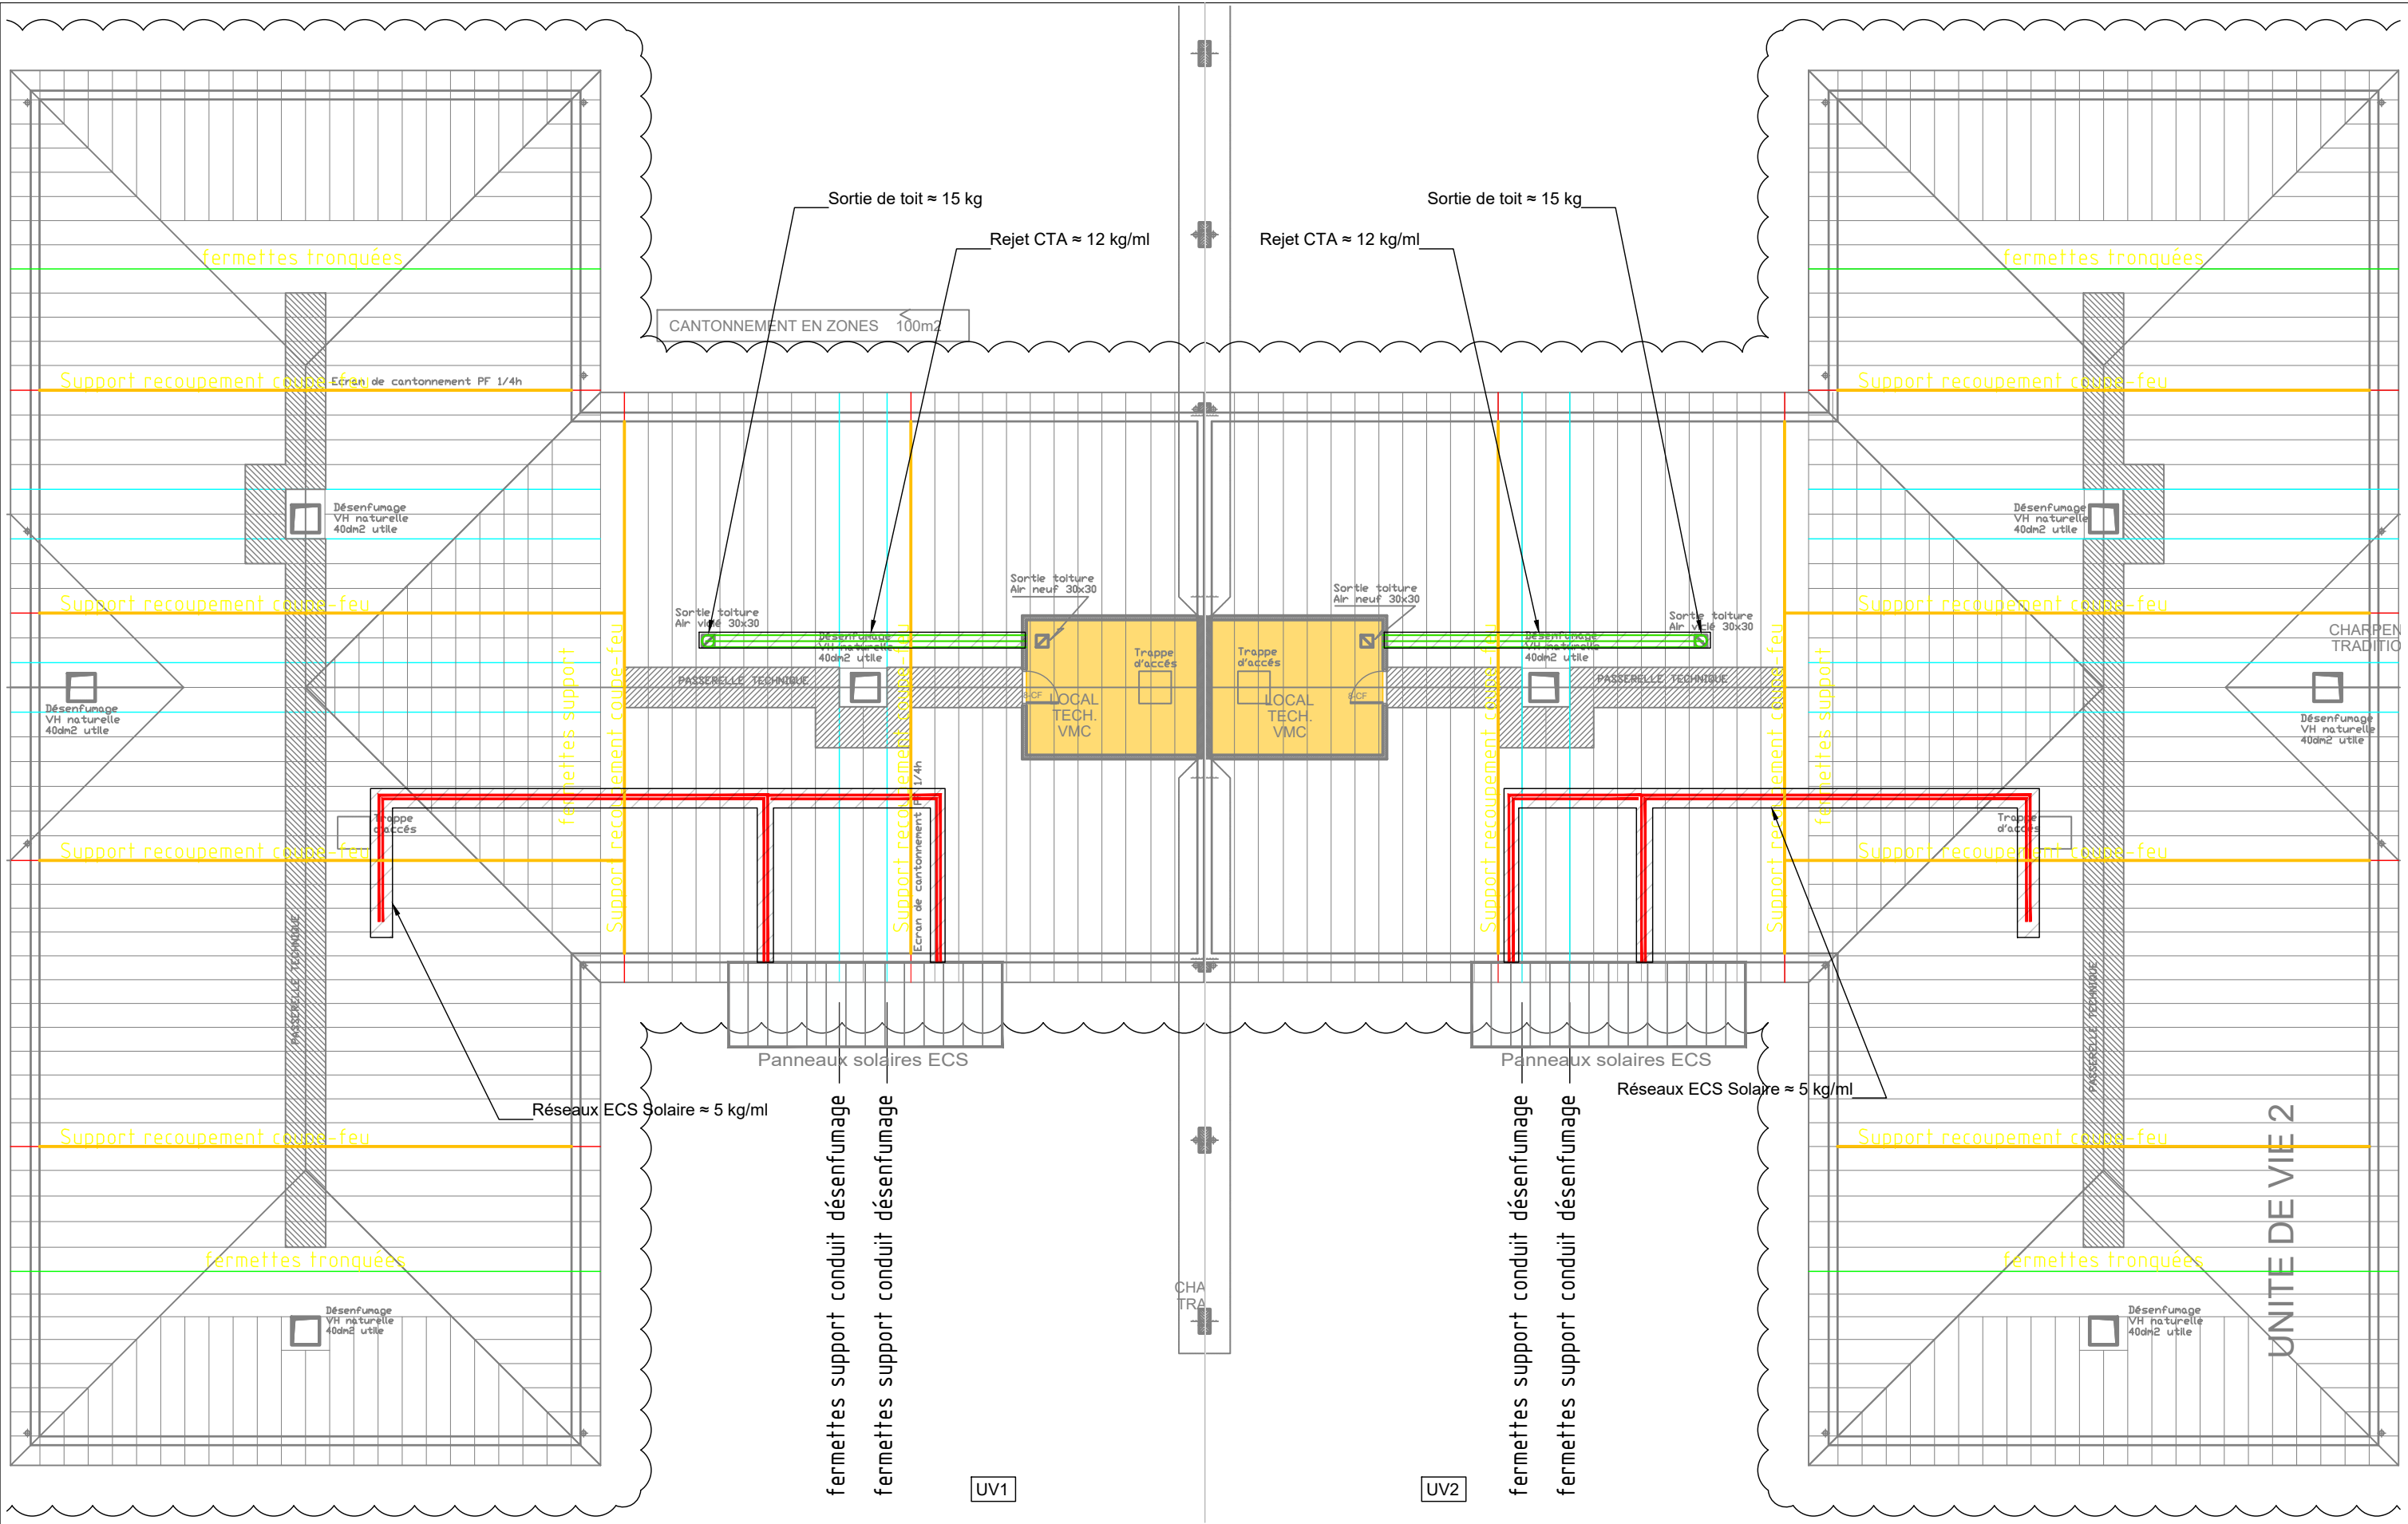 Sortie de toit ≈ 15 kg
Sortie de toit ≈ 15 kg
Rejet CTA ≈ 12 kg/ml
Rejet CTA ≈ 12 kg/ml
fermettes tronquées
fermettes tronquées
CANTONNEMENT EN ZONES < 100m2
Support recoupement coupe-feu
Ecran de cantonnement PF 1/4h
Support recoupement coupe-feu
Désenfumage
VH naturelle
40dm2 utile
Désenfumage
VH naturelle
40dm2 utile
Sortie toiture
Air neuf 30x30
Sortie toiture
Air neuf 30x30
Support recoupement coupe-feu
Support recoupement coupe-feu
Sortie toiture
Air vicié 30x30
Sortie toiture
Air vicié 30x30
Désenfumage
VH naturelle
40dm2 utile
Désenfumage
VH naturelle
40dm2 utile
CHARPEN
TRADITIO
Trappe
d'accés
Trappe
d'accés
PASSERELLE TECHNIQUE
PASSERELLE TECHNIQUE
LOCAL
TECH.
VMC
LOCAL
TECH.
VMC
Désenfumage
VH naturelle
40dm2 utile
Désenfumage
VH naturelle
40dm2 utile
fermettes support
Support recoupement coupe-feu
Support recoupement coupe-feu
Ecran de cantonnement PF 1/4h
Support recoupement coupe-feu
Support recoupement coupe-feu
fermettes support
Trappe
d'accés
Trappe
d'accés
Support recoupement coupe-feu
Support recoupement coupe-feu
PASSERELLE TECHNIQUE
PASSERELLE TECHNIQUE
Panneaux solaires ECS
Panneaux solaires ECS
Réseaux ECS Solaire ≈ 5 kg/ml
Réseaux ECS Solaire ≈ 5 kg/ml
Support recoupement coupe-feu
Support recoupement coupe-feu
fermettes support conduit désenfumage
fermettes support conduit désenfumage
fermettes support conduit désenfumage
fermettes support conduit désenfumage
UNITE DE VIE 2
fermettes tronquées
fermettes tronquées
CHA
TRA
Désenfumage
VH naturelle
40dm2 utile
Désenfumage
VH naturelle
40dm2 utile
UV1
UV2